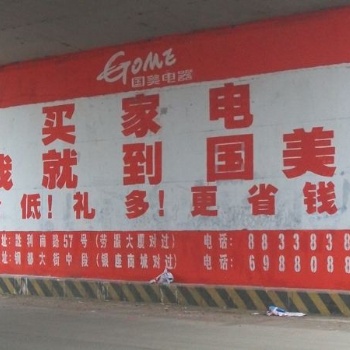 GOME
国美电器
买家电
就到国美
低!礼多!更省钱
址:胜利南路57号(劳服大厦对过) 电话:8833838
址:钢都大街中段(银座商城对过) 电话:6988088